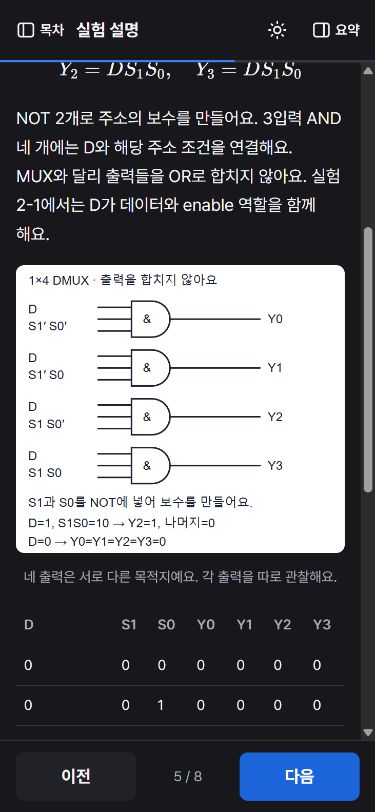 목차 실험 설명 요약
Y₂ = DS₁S₀, Y₃ = DS₁S₀
NOT 2개로 주소의 보수를 만들어요. 3입력 AND
네 개에는 D와 해당 주소 조건을 연결해요.
MUX와 달리 출력들을 OR로 합치지 않아요. 실험
2-1에서는 D가 데이터와 enable 역할을 함께
해요.
1×4 DMUX · 출력을 합치지 않아요
D
S1′ S0′
&
Y0
D
S1′ S0
&
Y1
D
S1 S0′
&
Y2
D
S1 S0
&
Y3
S1과 S0를 NOT에 넣어 보수를 만들어요.
D=1, S1S0=10 → Y2=1, 나머지=0
D=0 → Y0=Y1=Y2=Y3=0
네 출력은 서로 다른 목적지예요. 각 출력을 따로 관찰해요.
D S1 S0 Y0 Y1 Y2 Y3
0 0 0 0 0 0 0
0 0 1 0 0 0 0
이전 5 / 8 다음